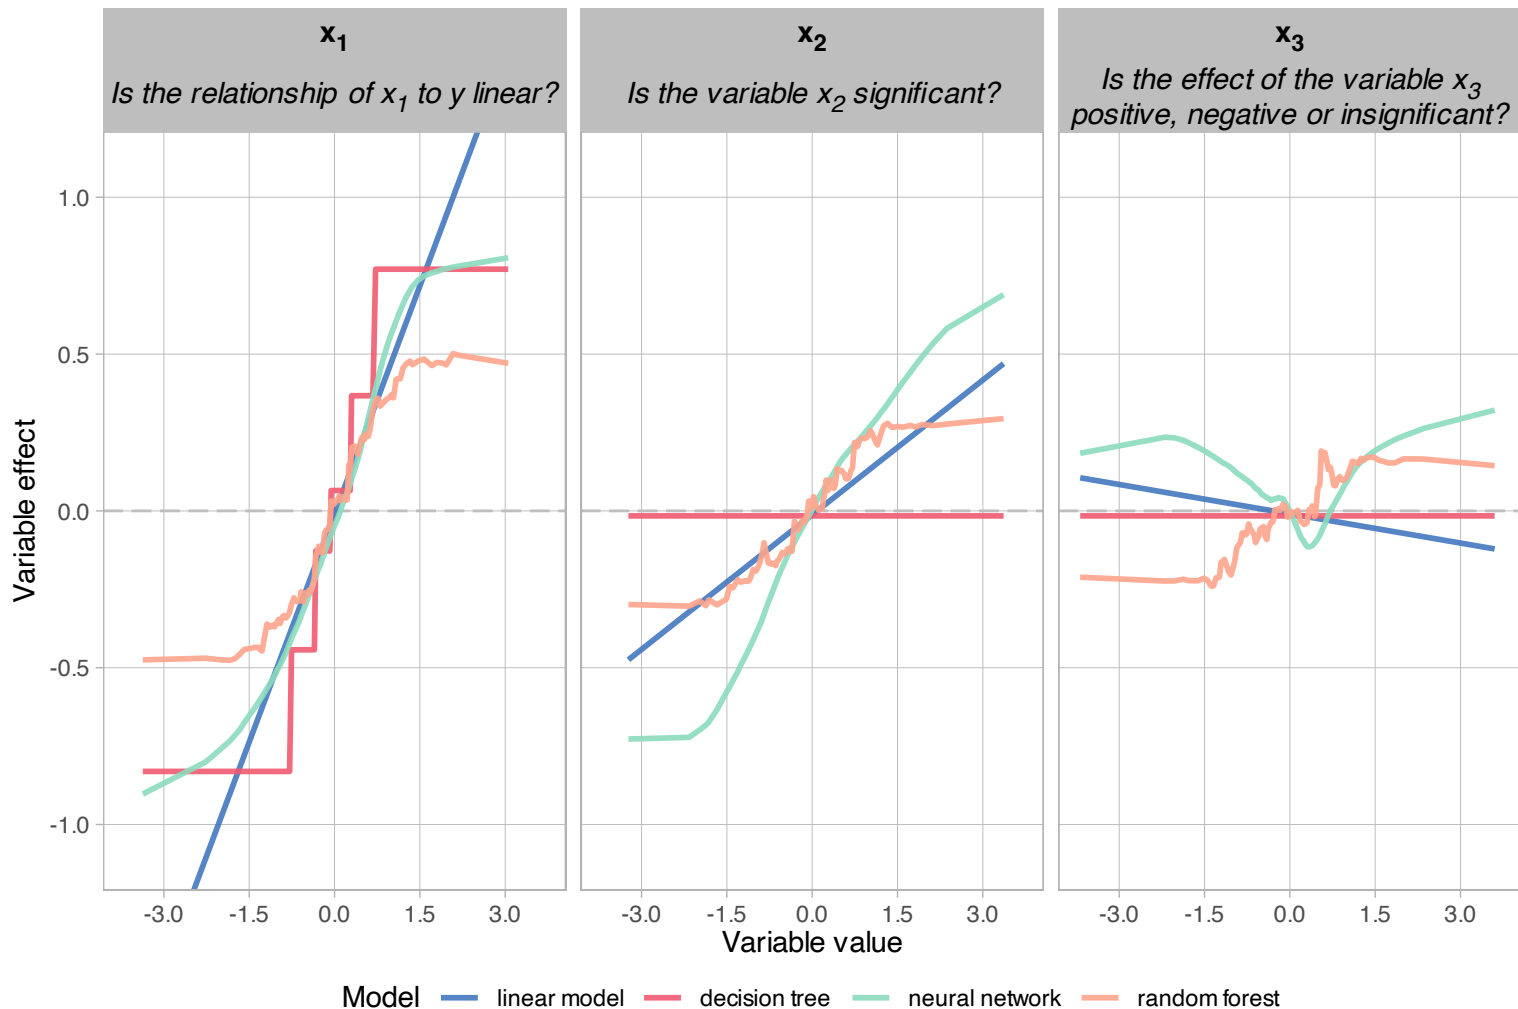 x1
Is the relationship of x1 to y linear?
x2
Is the variable x2 significant?
x3
Is the effect of the variable x3
positive, negative or insignificant?
Variable effect
1.0
0.5
0.0
-0.5
-1.0
-3.0 -1.5 0.0 1.5 3.0
-3.0 -1.5 0.0 1.5 3.0
-3.0 -1.5 0.0 1.5 3.0
Variable value
Model linear model decision tree neural network random forest